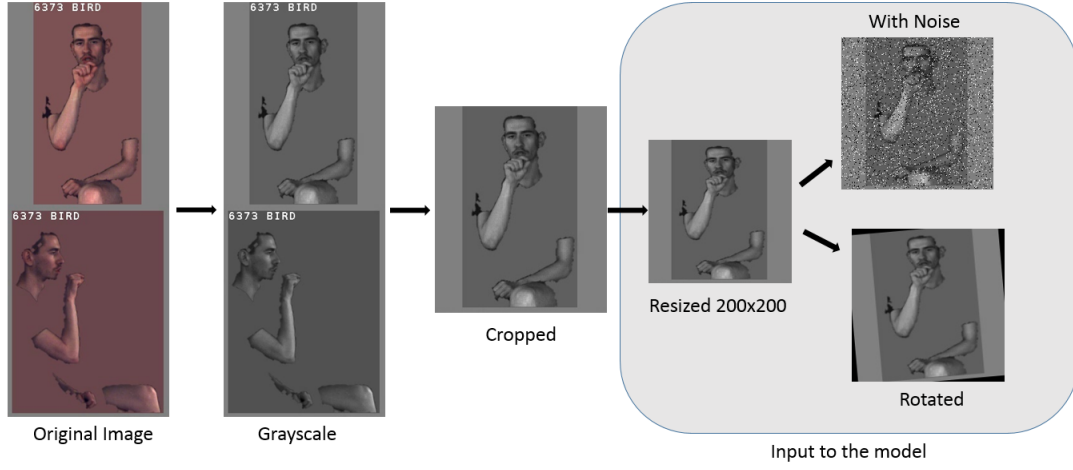 6373 BIRD
6373 BIRD
6373 BIRD
6373 BIRD
Original Image
Grayscale
Cropped
Resized 200x200
With Noise
Rotated
Input to the model